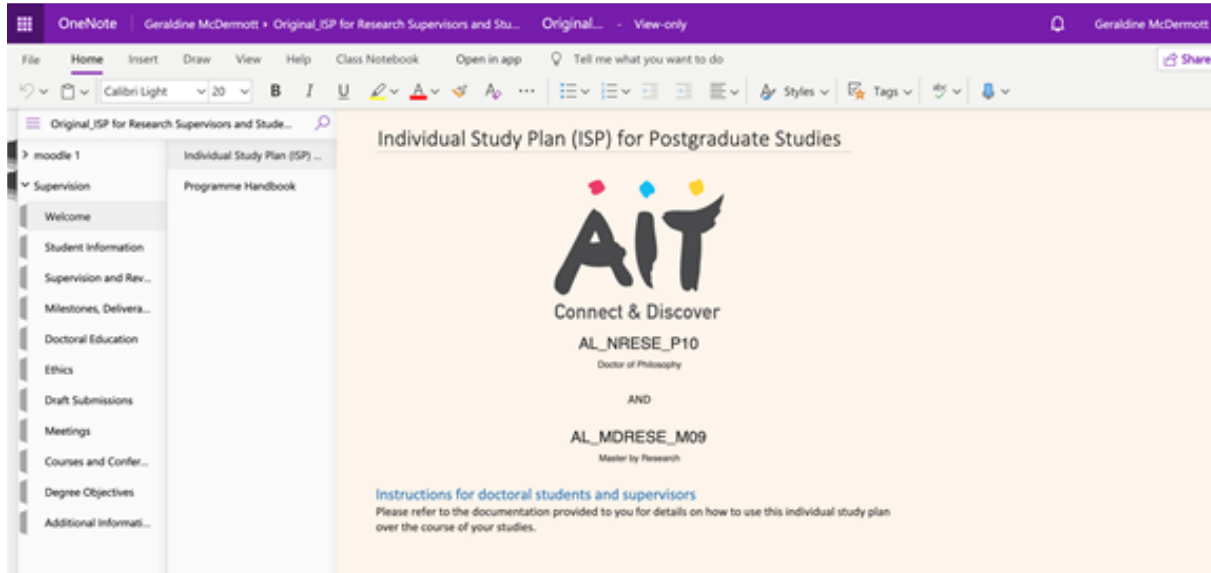 OneNote Geraldine McDermott › Original_ISP for Research Supervisors and Stu... Original... - View-only Geraldine McDermott
File Home Insert Draw View Help Class Notebook Open in app Tell me what you want to do Share
Calibri Light 20 B I U A A Styles Tags
Original_ISP for Research Supervisors and Stude...
moodle 1
Supervision
Welcome
Student Information
Supervision and Rev...
Milestones, Delivera...
Doctoral Education
Ethics
Draft Submissions
Meetings
Courses and Confer...
Degree Objectives
Additional Informati...
Individual Study Plan (ISP) ...
Programme Handbook
Individual Study Plan (ISP) for Postgraduate Studies
AIT
Connect & Discover
AL_NRESE_P10
Doctor of Philosophy
AND
AL_MDRESE_M09
Master by Research
Instructions for doctoral students and supervisors
Please refer to the documentation provided to you for details on how to use this individual study plan
over the course of your studies.